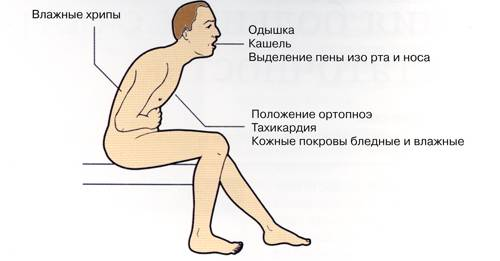 Влажные хрипы
Одышка
Кашель
Выделение пены изо рта и носа
Положение ортопноэ
Тахикардия
Кожные покровы бледные и влажные